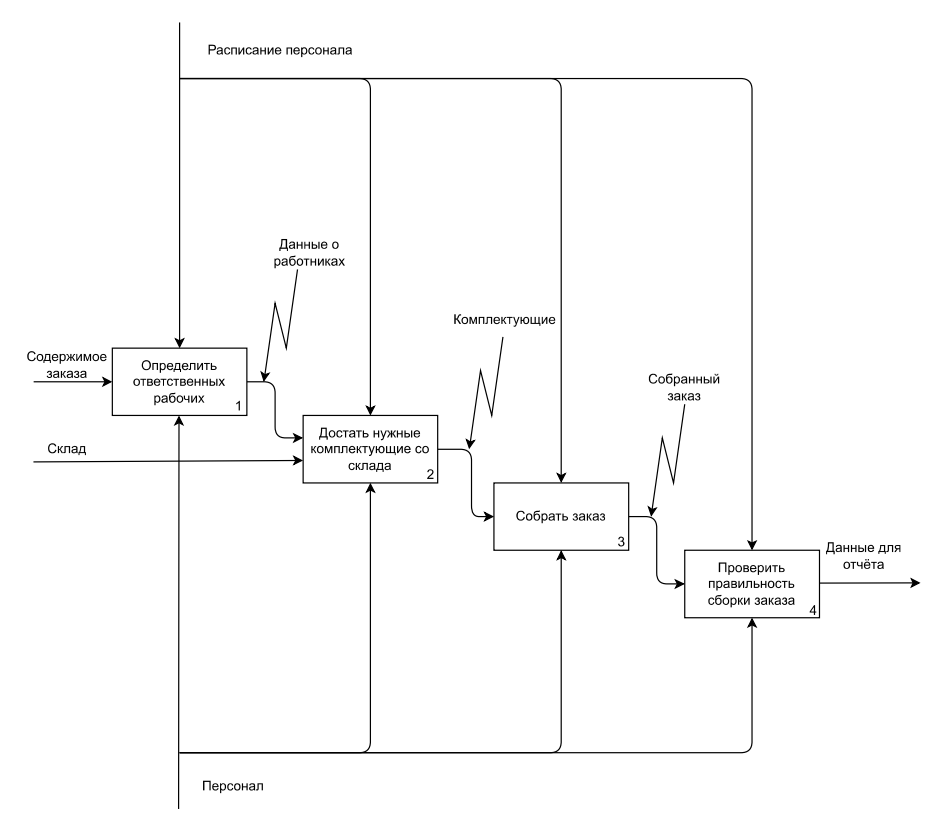 Расписание персонала
Данные о
работниках
Комплектующие
Содержимое
заказа
Определить
ответственных
рабочих
1
Собранный
заказ
Склад
Достать нужные
комплектующие со
склада
2
Собрать заказ
3
Данные для
отчёта
Проверить
правильность
сборки заказа
4
Персонал